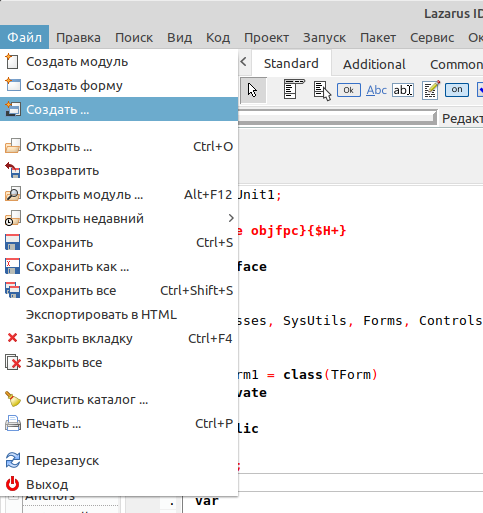 Lazarus ID
Файл Правка Поиск Вид Код Проект Запуск Пакет Сервис Ок
Создать модуль
Standard Additional Common
Создать форму
Ok Abc abI on
Создать ...
Редакт
Открыть ... Ctrl+O
Возвратить
Открыть модуль ... Alt+F12
Unit1;
Открыть недавний
e objfpc}{$H+}
Сохранить Ctrl+S
Сохранить как ...
face
Сохранить все Ctrl+Shift+S
Экспортировать в HTML
sses, SysUtils, Forms, Controls
Закрыть вкладку Ctrl+F4
Закрыть все
rm1 = class(TForm)
vate
Очистить каталог ...
Печать ... Ctrl+P
lic
Перезапуск
;
Выход
Anchors
var